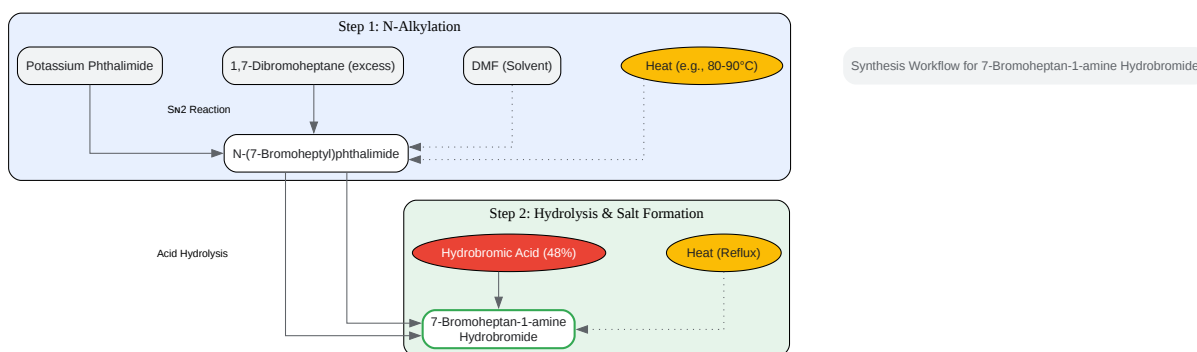 Step 1: N-Alkylation
Potassium Phthalimide
1,7-Dibromoheptane (excess)
DMF (Solvent)
Heat (e.g., 80-90°C)
Synthesis Workflow for 7-Bromoheptan-1-amine Hydrobromide
Sɴ2 Reaction
N-(7-Bromoheptyl)phthalimide
Step 2: Hydrolysis & Salt Formation
Acid Hydrolysis
Hydrobromic Acid (48%)
Heat (Reflux)
7-Bromoheptan-1-amine
Hydrobromide